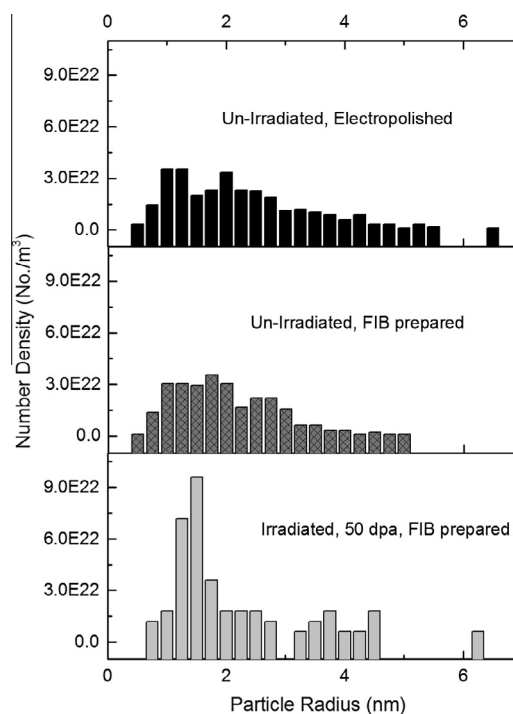 0 2 4 6
9.0E22
6.0E22
3.0E22
0.0
Un-Irradiated, Electropolished
9.0E22
6.0E22
3.0E22
0.0
Un-Irradiated, FIB prepared
9.0E22
6.0E22
3.0E22
0.0
Irradiated, 50 dpa, FIB prepared
Number Density (No./m³)
0 2 4 6
Particle Radius (nm)